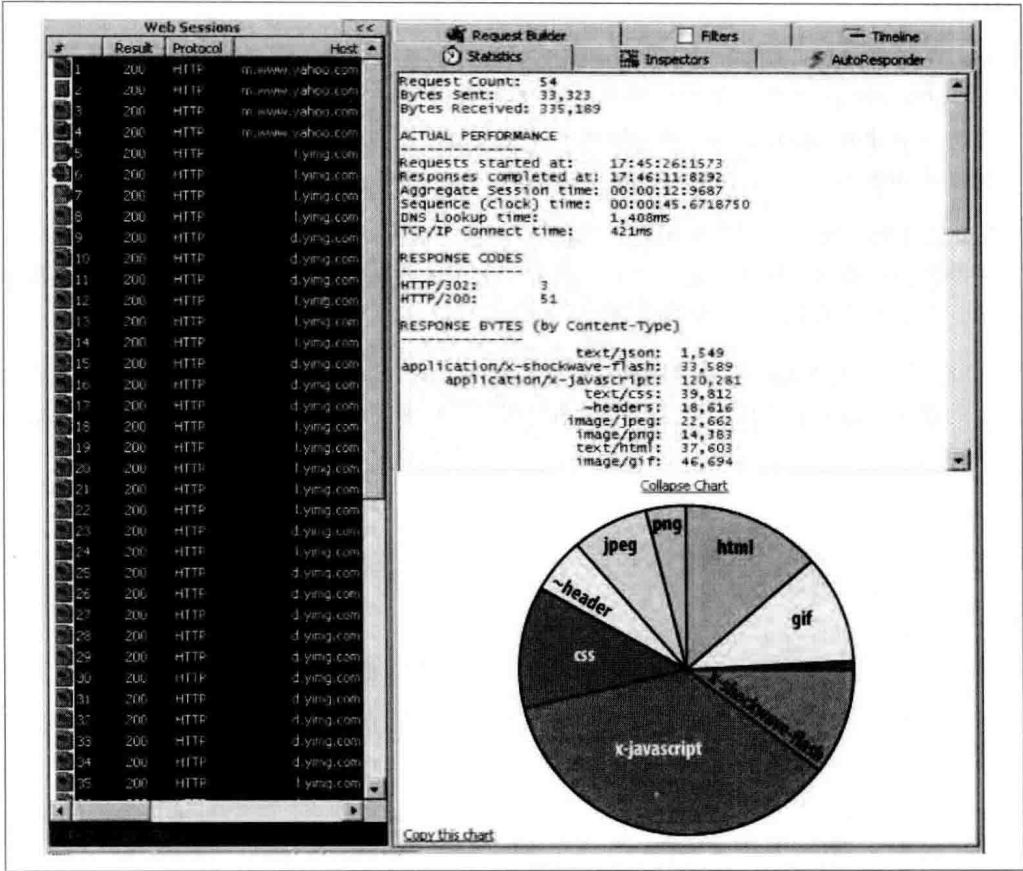 Web Sessions <<
# Result Protocol Host
1 200 HTTP m.www.yahoo.com
2 200 HTTP m.www.yahoo.com
3 200 HTTP m.www.yahoo.com
4 200 HTTP m.www.yahoo.com
5 200 HTTP l.yimg.com
6 200 HTTP l.yimg.com
7 200 HTTP l.yimg.com
8 200 HTTP l.yimg.com
9 200 HTTP d.yimg.com
10 200 HTTP d.yimg.com
11 200 HTTP d.yimg.com
12 200 HTTP l.yimg.com
13 200 HTTP l.yimg.com
14 200 HTTP l.yimg.com
15 200 HTTP d.yimg.com
16 200 HTTP d.yimg.com
17 200 HTTP d.yimg.com
18 200 HTTP l.yimg.com
19 200 HTTP l.yimg.com
20 200 HTTP l.yimg.com
21 200 HTTP l.yimg.com
22 200 HTTP l.yimg.com
23 200 HTTP d.yimg.com
24 200 HTTP l.yimg.com
25 200 HTTP d.yimg.com
26 200 HTTP d.yimg.com
27 200 HTTP d.yimg.com
28 200 HTTP d.yimg.com
29 200 HTTP d.yimg.com
30 200 HTTP d.yimg.com
31 200 HTTP d.yimg.com
32 200 HTTP d.yimg.com
33 200 HTTP d.yimg.com
34 200 HTTP d.yimg.com
35 200 HTTP l.yimg.com
Request Builder Filters Timeline
Statistics Inspectors AutoResponder
Request Count: 54
Bytes Sent: 33,323
Bytes Received: 335,189
ACTUAL PERFORMANCE
--------------
Requests started at: 17:45:26:1573
Responses completed at: 17:46:11:8292
Aggregate Session time: 00:00:12:9687
Sequence (clock) time: 00:00:45.6718750
DNS Lookup time: 1,408ms
TCP/IP Connect time: 421ms
RESPONSE CODES
--------------
HTTP/302: 3
HTTP/200: 51
RESPONSE BYTES (by Content-Type)
--------------
text/json: 1,549
application/x-shockwave-flash: 33,589
application/x-javascript: 120,281
text/css: 39,812
~headers: 18,616
image/jpeg: 22,662
image/png: 14,383
text/html: 37,603
image/gif: 46,694
Collapse Chart
png
jpeg
html
~header
gif
css
x-shockwave-flash
x-javascript
Copy this chart